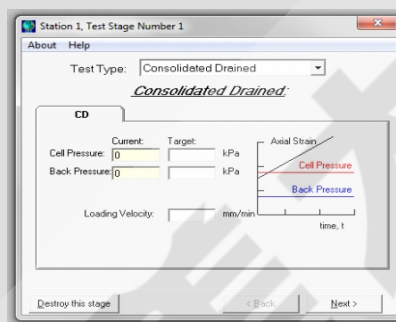 Station 1, Test Stage Number 1
About Help
Test Type: Consolidated Drained
Consolidated Drained:
CD
Current: Target:
Cell Pressure: 0 kPa
Back Pressure: 0 kPa
Loading Velocity: mm/min
Axial Strain
Cell Pressure
Back Pressure
time, t
Destroy this stage < Back Next >